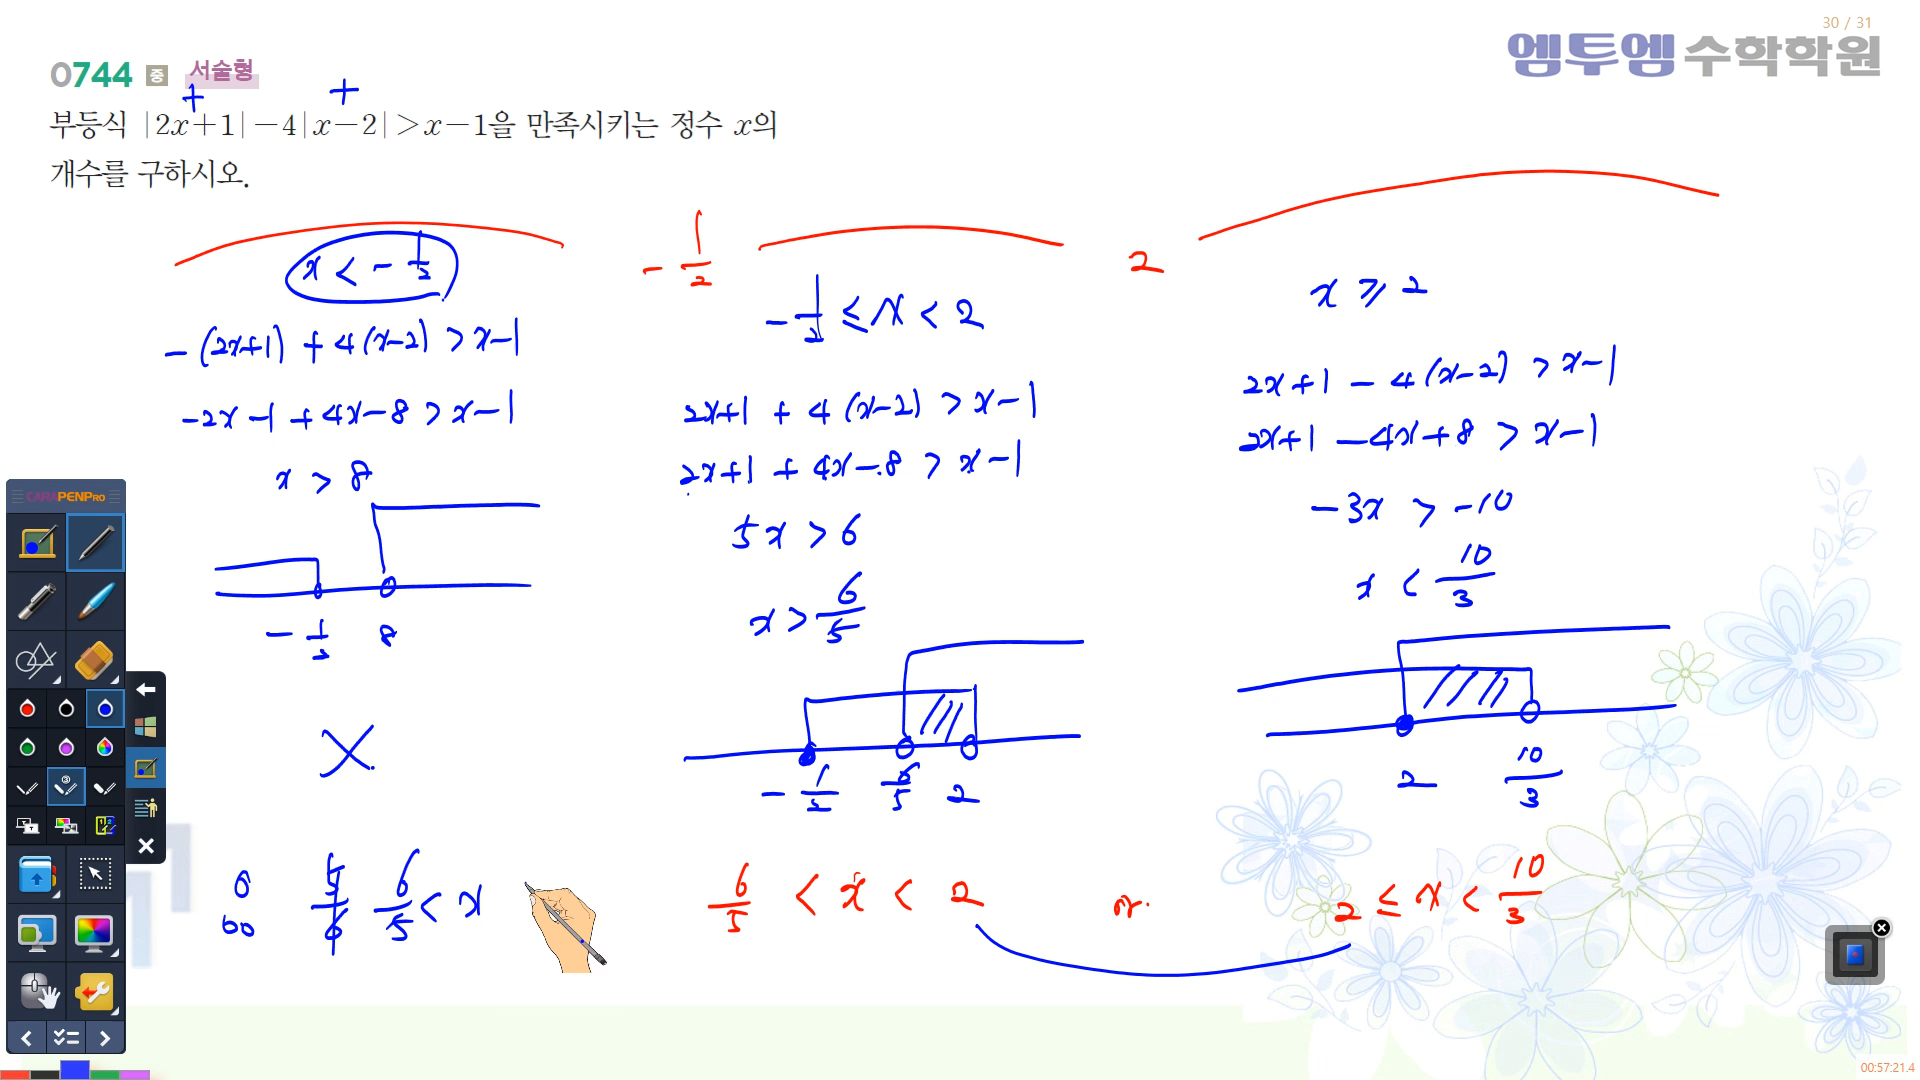 30 / 31
엠투엠 수학학원
0744 중 서술형
+ +
부등식 |2x+1|-4|x-2|>x-1을 만족시키는 정수 x의
개수를 구하시오.
x < -1/2
-(2x+1) + 4(x-2) > x-1
-2x-1 + 4x-8 > x-1
x > 8
-1/2 8
X
-1/2
-1/2 ≤ x < 2
2x+1 + 4(x-2) > x-1
2x+1 + 4x-8 > x-1
5x > 6
x > 6/5
-1/2 6/5 2
2
x ≥ 2
2x+1 - 4(x-2) > x-1
2x+1 - 4x+8 > x-1
-3x > -10
x < 10/3
2 10/3
6/5 < x
6/5 < x < 2 or 2 ≤ x < 10/3
CARAPENPRO
00:57:21.4